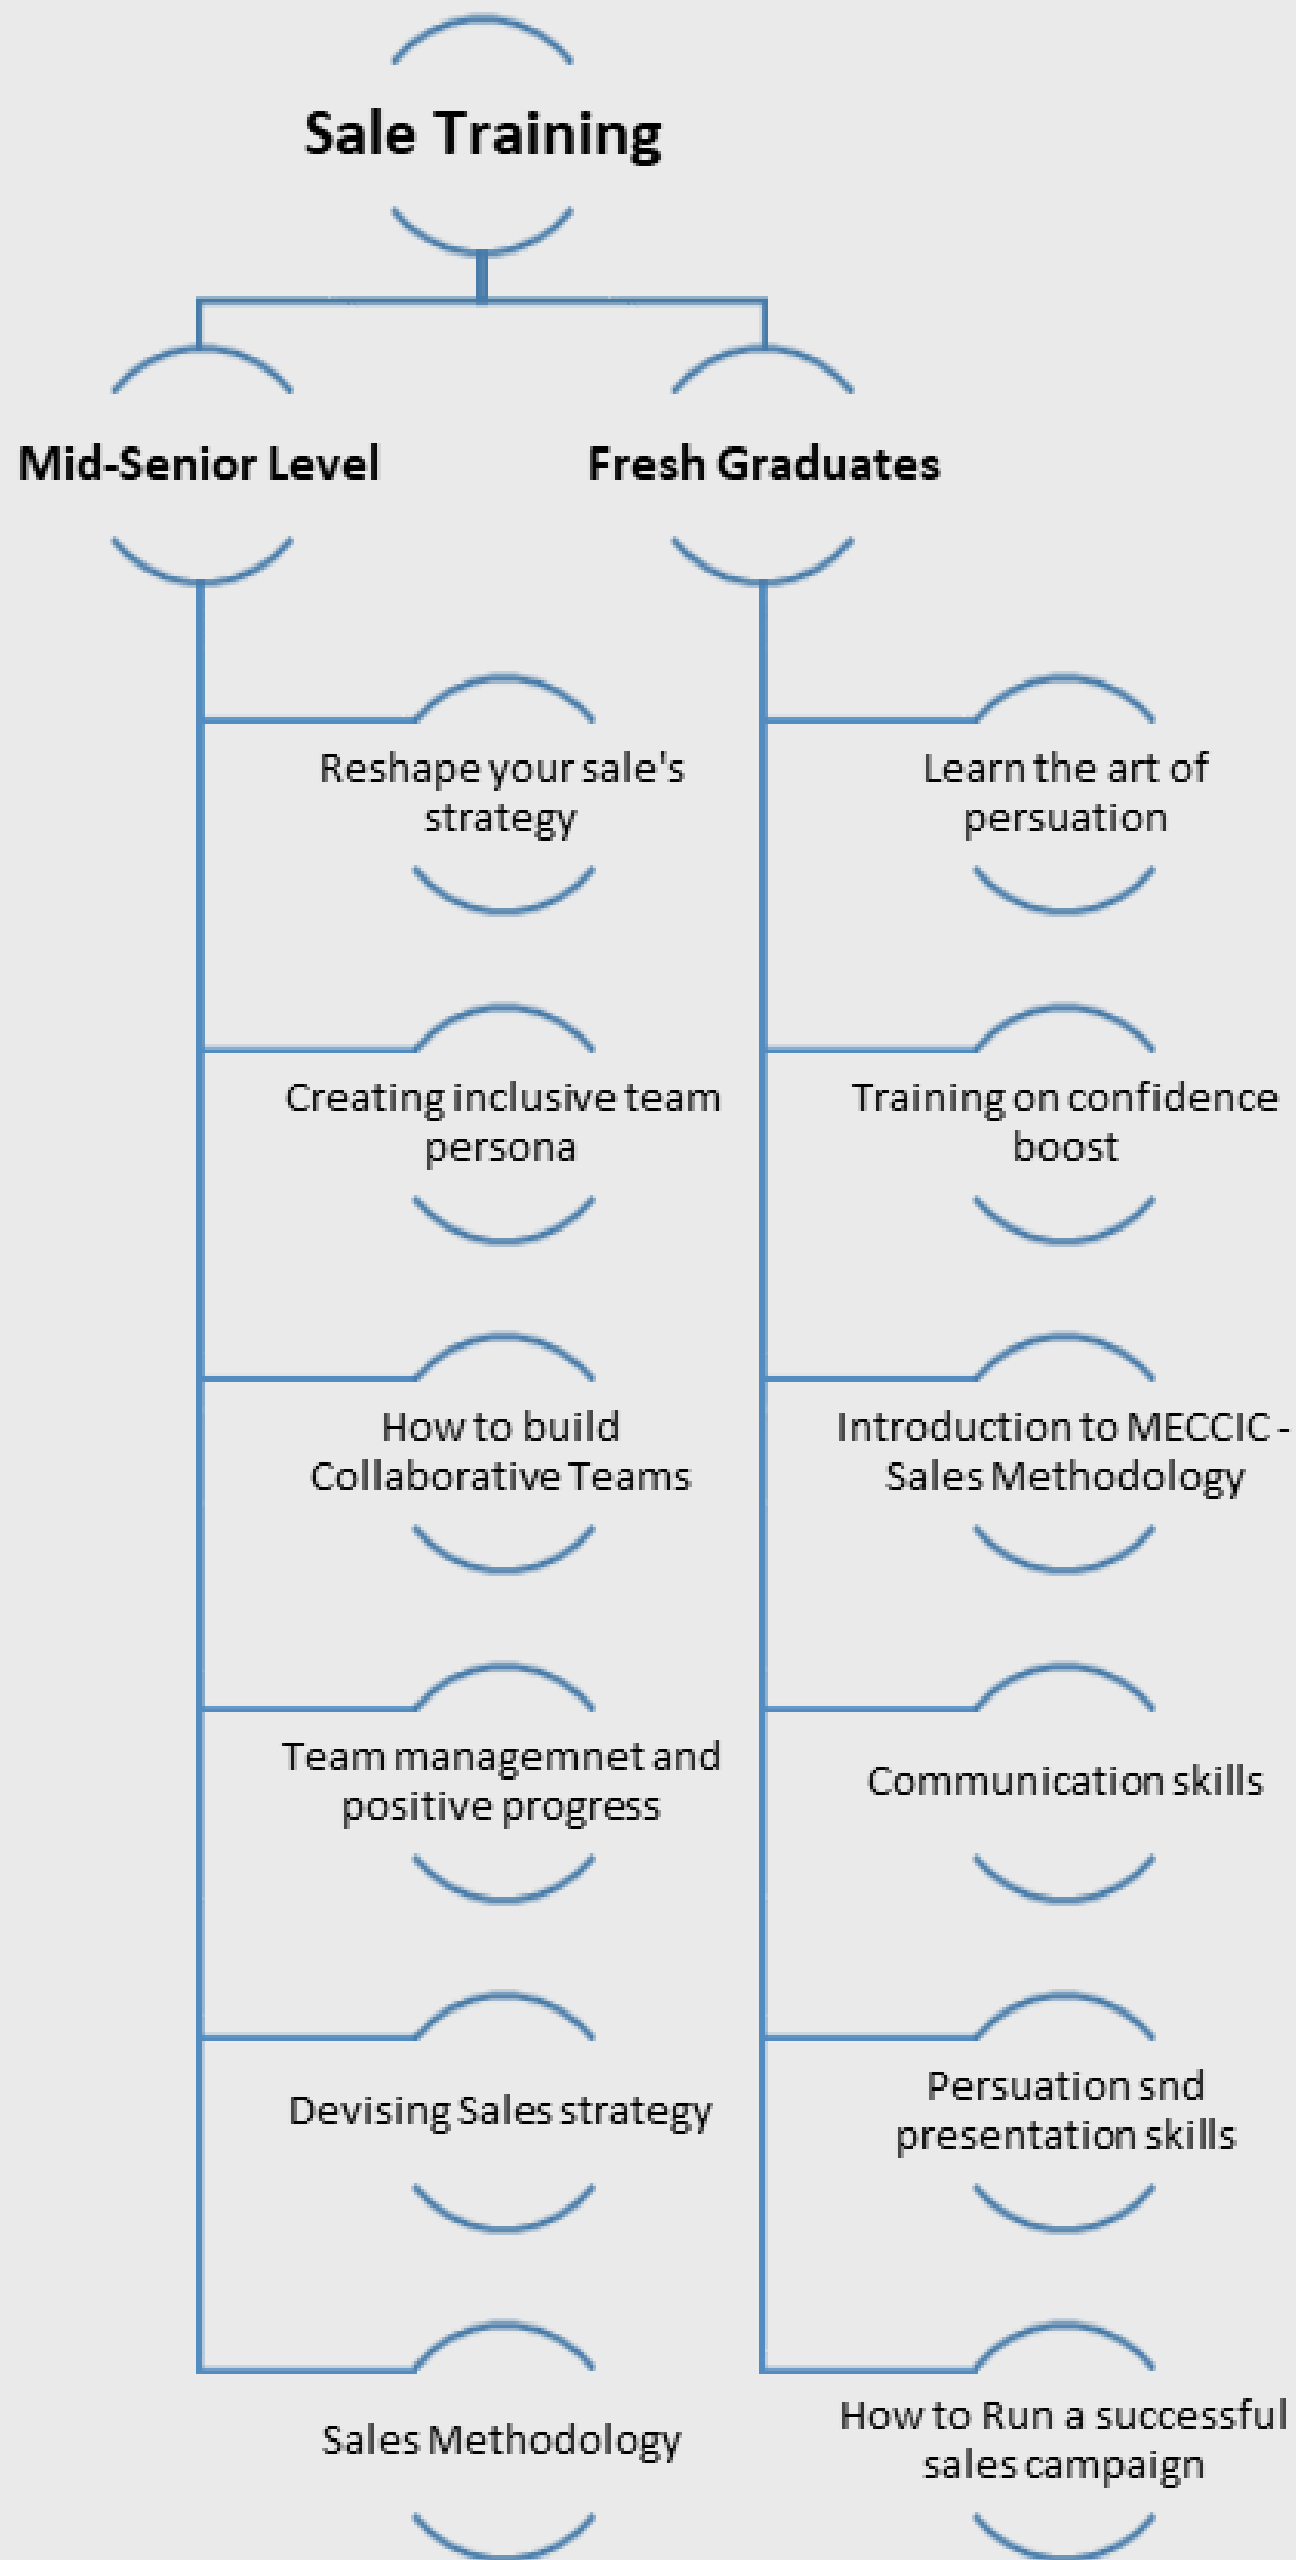 Sale Training
Mid-Senior Level
Fresh Graduates
Reshape your sale's
strategy
Creating inclusive team
persona
How to build
Collaborative Teams
Team managemnet and
positive progress
Devising Sales strategy
Sales Methodology
Learn the art of
persuation
Training on confidence
boost
Introduction to MECCIC -
Sales Methodology
Communication skills
Persuation snd
presentation skills
How to Run a successful
sales campaign